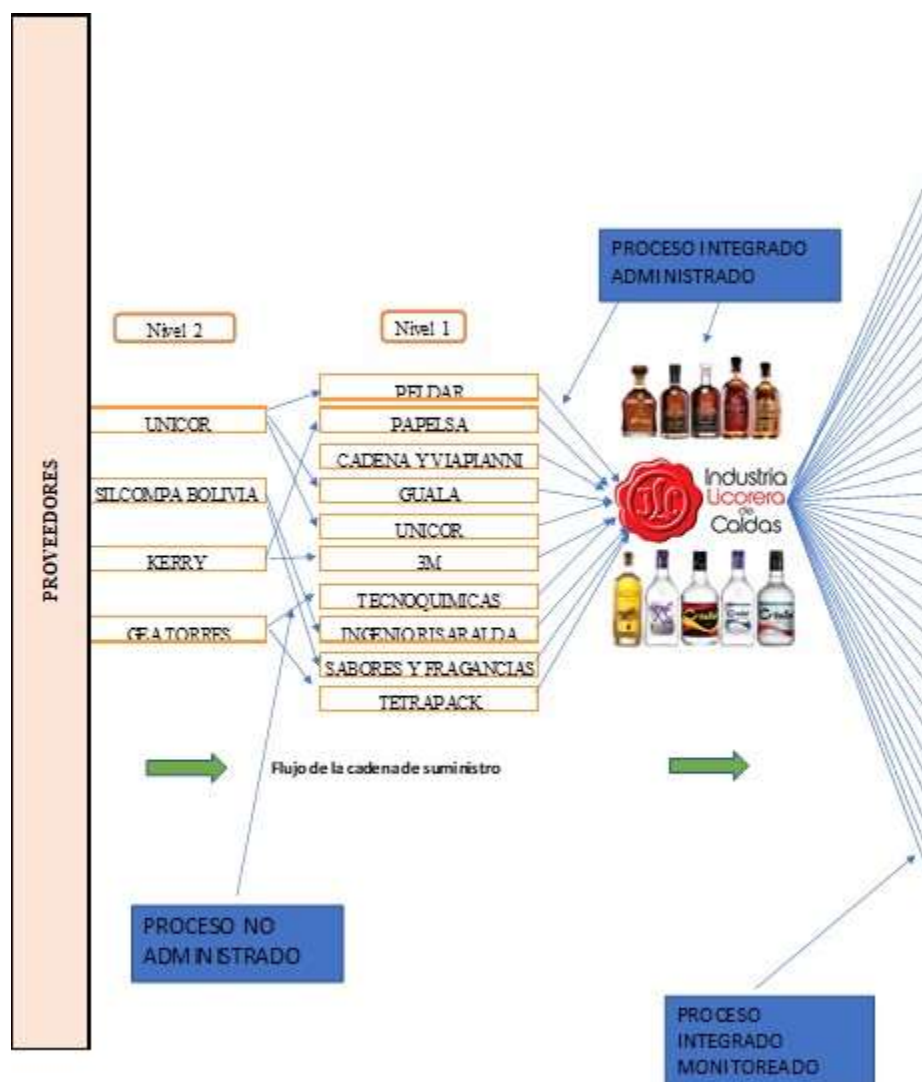 PROVEEDORES
PROCESO INTEGRADO
ADMINISTRADO
Nivel 2
Nivel 1
UNICOR
SILCOMPA BOLIVIA
KERRY
GEA TORRES
PELDAR
PAPELSA
CADENA Y VIAPIANNI
GUALA
UNICOR
3M
TECNOQUIMICAS
INGENIO RISARALDA
SABORES Y FRAGANCIAS
TETRAPACK
Industria
Licorera
de
Caldas
Flujo de la cadena de suministro
PROCESO NO
ADMINISTRADO
PROCESO
INTEGRADO
MONITOREADO